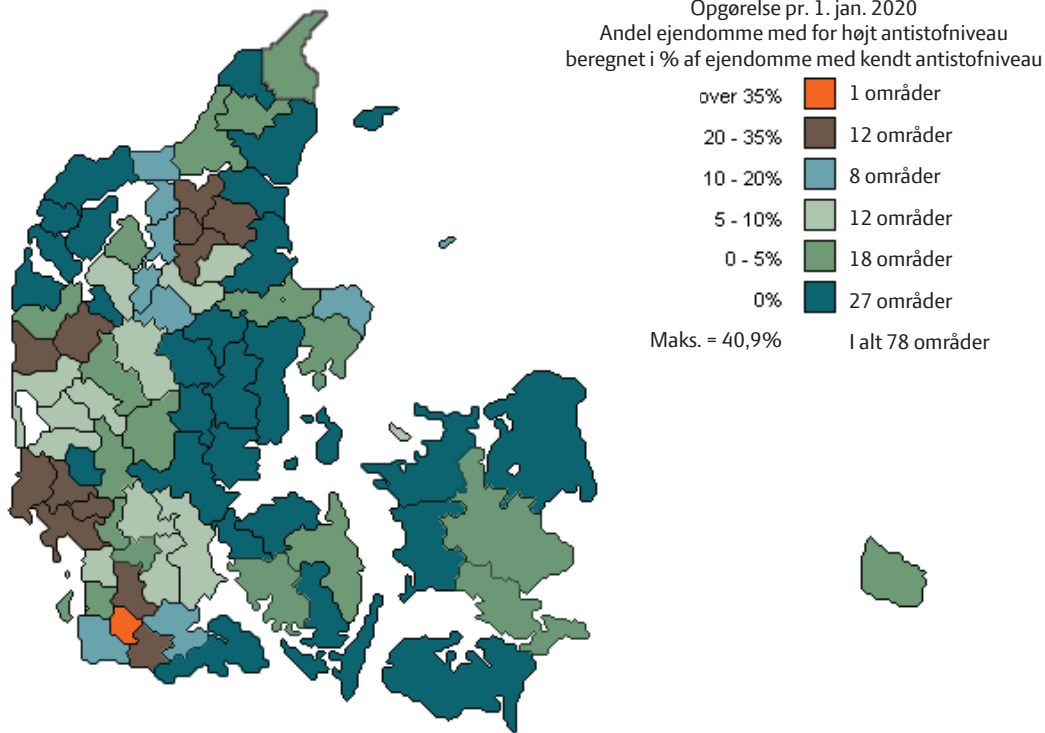 Opgørelse pr. 1. jan. 2020
Andel ejendomme med for højt antistofniveau
beregnet i % af ejendomme med kendt antistofniveau
over 35% 1 områder
20 - 35% 12 områder
10 - 20% 8 områder
5 - 10% 12 områder
0 - 5% 18 områder
0% 27 områder
Maks. = 40,9% I alt 78 områder